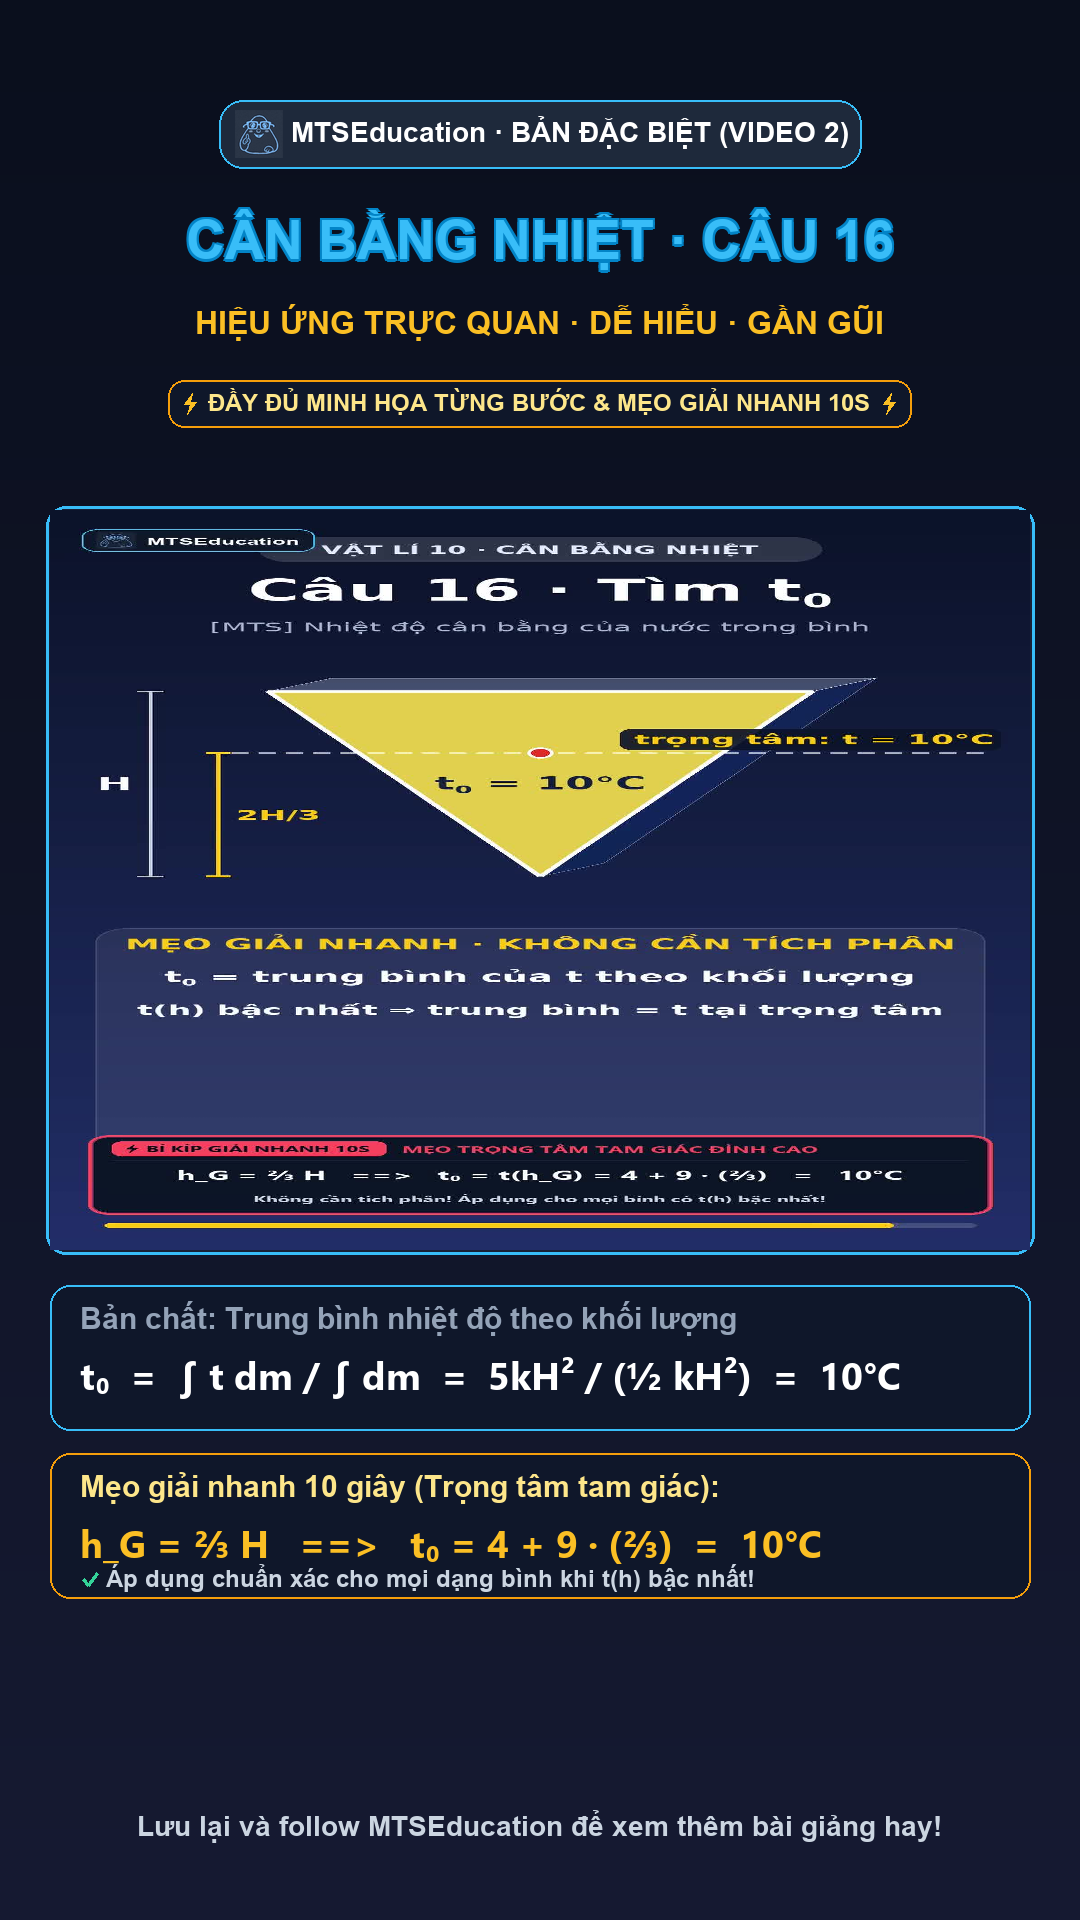 MTSEducation · BẢN ĐẶC BIỆT (VIDEO 2)
CÂN BẰNG NHIỆT · CÂU 16
HIỆU ỨNG TRỰC QUAN · DỄ HIỂU · GẦN GŨI
⚡ ĐẦY ĐỦ MINH HỌA TỪNG BƯỚC & MẸO GIẢI NHANH 10S ⚡
MTSEducation
VẬT LÍ 10 · CÂN BẰNG NHIỆT
Câu 16 · Tìm t₀
[MTS] Nhiệt độ cân bằng của nước trong bình
trọng tâm: t = 10°C
H
t₀ = 10°C
2H/3
MẸO GIẢI NHANH · KHÔNG CẦN TÍCH PHÂN
t₀ = trung bình của t theo khối lượng
t(h) bậc nhất ⇒ trung bình = t tại trọng tâm
⚡ BÍ KÍP GIẢI NHANH 10S MẸO TRỌNG TÂM TAM GIÁC ĐỈNH CAO
h_G = ⅔ H ==> t₀ = t(h_G) = 4 + 9 · (⅔) = 10°C
Không cần tích phân! Áp dụng cho mọi bình có t(h) bậc nhất!
Bản chất: Trung bình nhiệt độ theo khối lượng
t₀ = ∫ t dm / ∫ dm = 5kH² / (½ kH²) = 10°C
Mẹo giải nhanh 10 giây (Trọng tâm tam giác):
h_G = ⅔ H ==> t₀ = 4 + 9 · (⅔) = 10°C
✓ Áp dụng chuẩn xác cho mọi dạng bình khi t(h) bậc nhất!
Lưu lại và follow MTSEducation để xem thêm bài giảng hay!